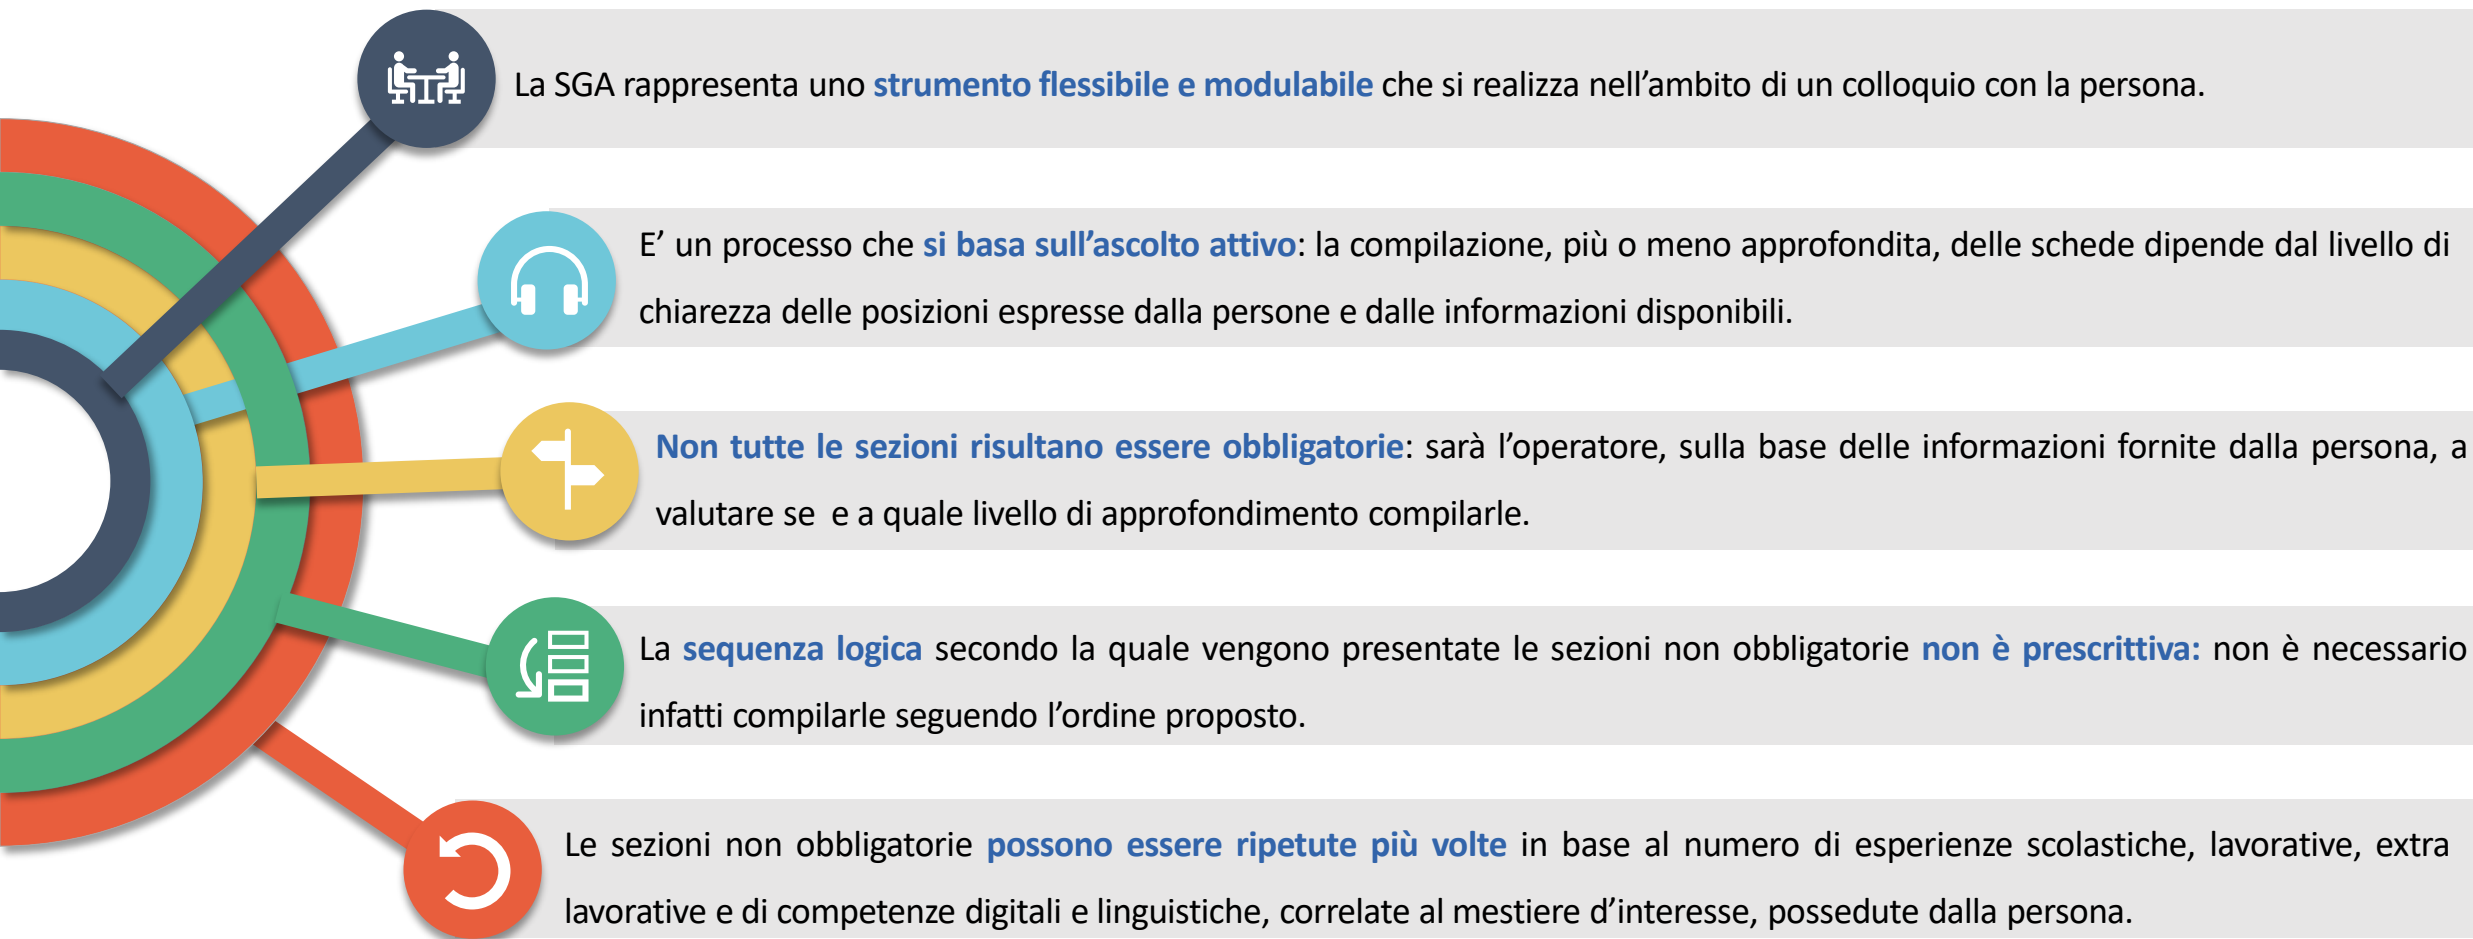 La SGA rappresenta uno strumento flessibile e modulabile che si realizza nell’ambito di un colloquio con la persona.
E’ un processo che si basa sull’ascolto attivo: la compilazione, più o meno approfondita, delle schede dipende dal livello di
chiarezza delle posizioni espresse dalla persone e dalle informazioni disponibili.
Non tutte le sezioni risultano essere obbligatorie: sarà l’operatore, sulla base delle informazioni fornite dalla persona, a
valutare se e a quale livello di approfondimento compilarle.
La sequenza logica secondo la quale vengono presentate le sezioni non obbligatorie non è prescrittiva: non è necessario
infatti compilarle seguendo l’ordine proposto.
Le sezioni non obbligatorie possono essere ripetute più volte in base al numero di esperienze scolastiche, lavorative, extra
lavorative e di competenze digitali e linguistiche, correlate al mestiere d’interesse, possedute dalla persona.